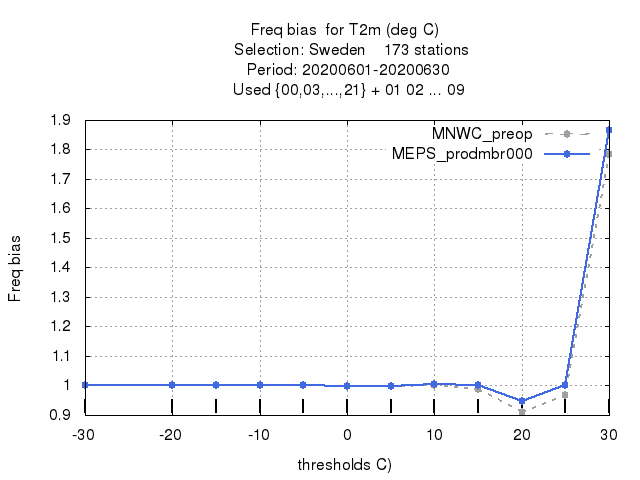 Freq bias  for T2m (deg C)
Selection: Sweden    173 stations
Period: 20200601-20200630
Used {00,03,...,21} + 01 02 ... 09
MNWC_preop
MEPS_prodmbr000
Freq bias
1.9
1.8
1.7
1.6
1.5
1.4
1.3
1.2
1.1
1
0.9
-30 -20 -10 0 10 20 30
thresholds C)